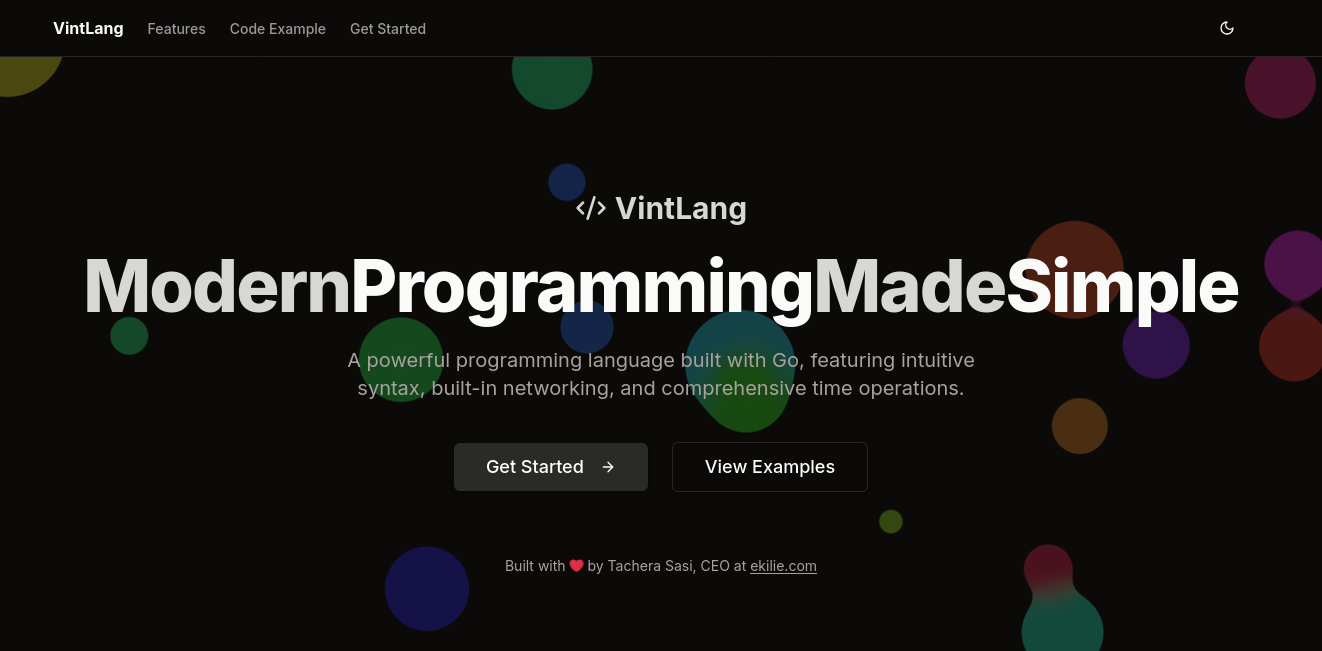 VintLang Features Code Example Get Started
VintLang
ModernProgrammingMadeSimple
A powerful programming language built with Go, featuring intuitive
syntax, built-in networking, and comprehensive time operations.
Get Started → View Examples
Built with ❤️ by Tachera Sasi, CEO at ekilie.com